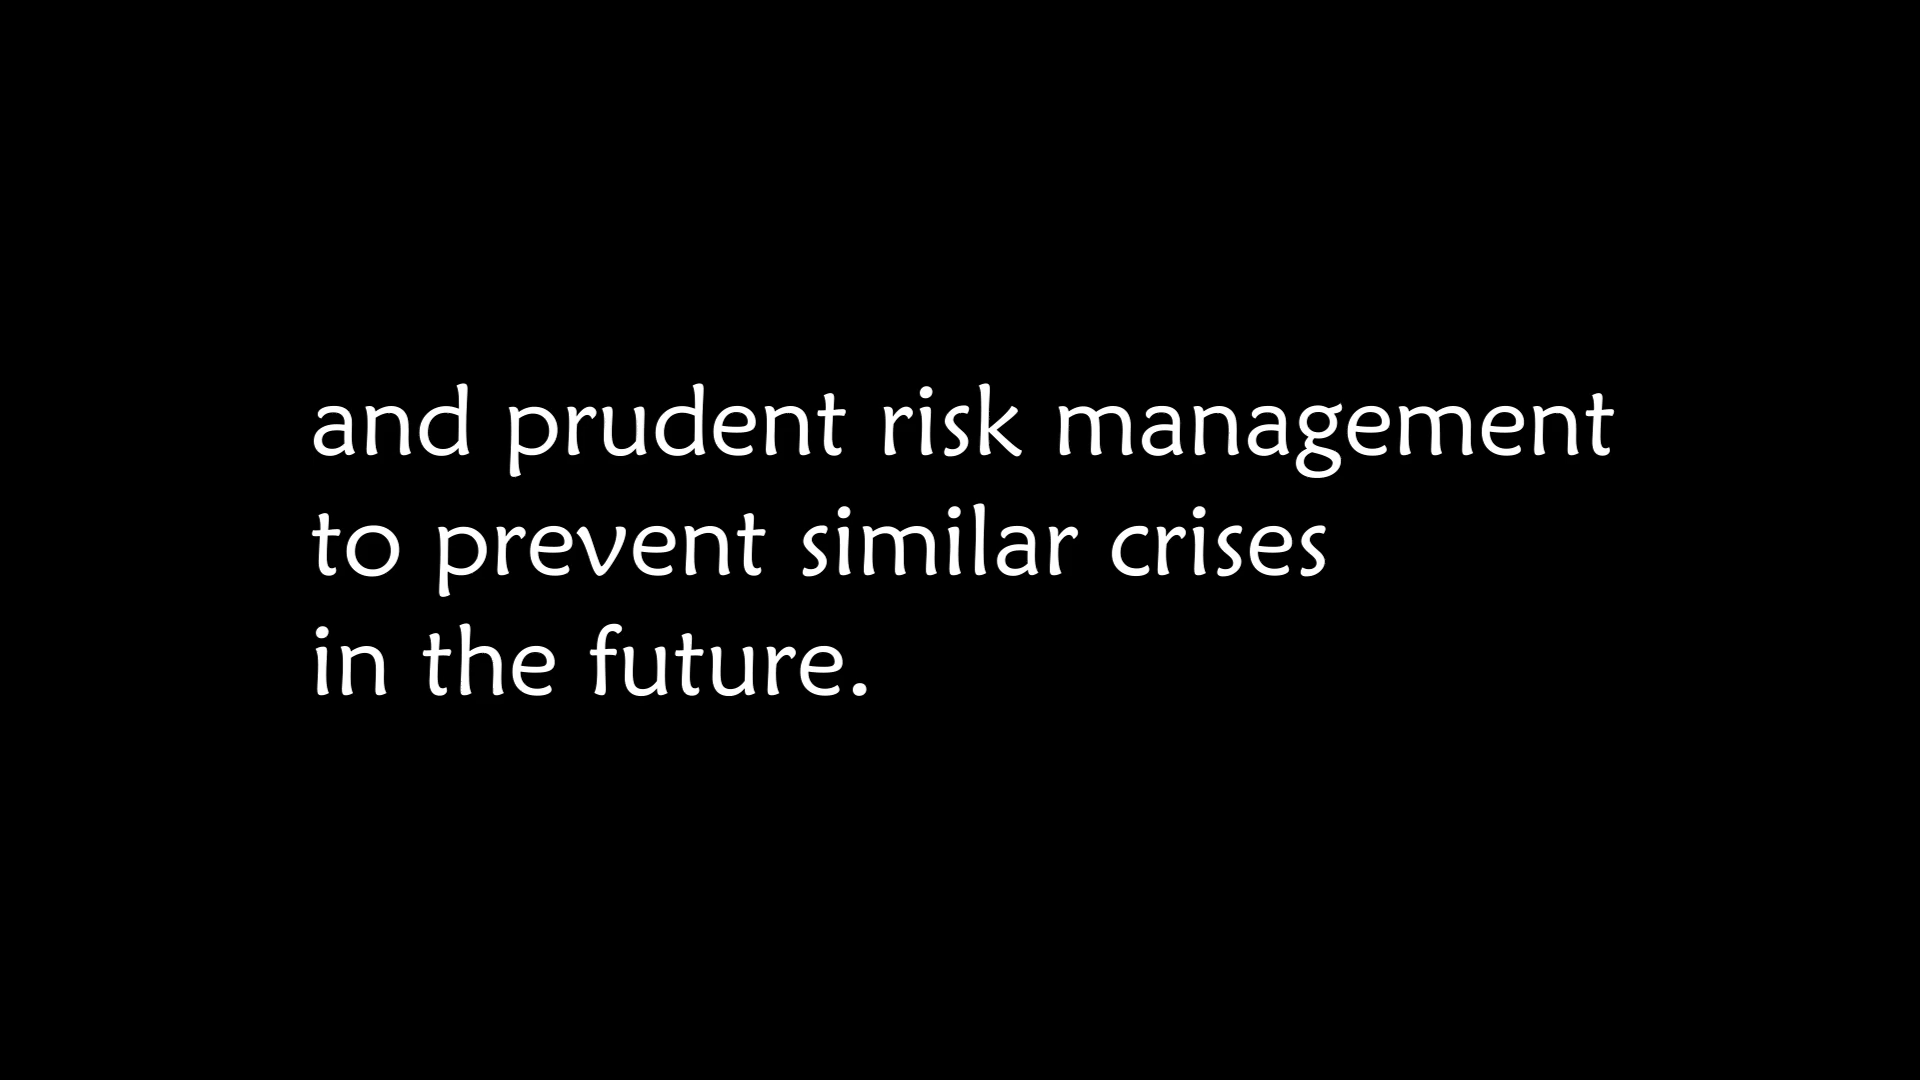 and prudent risk management
to prevent similar crises
in the future.